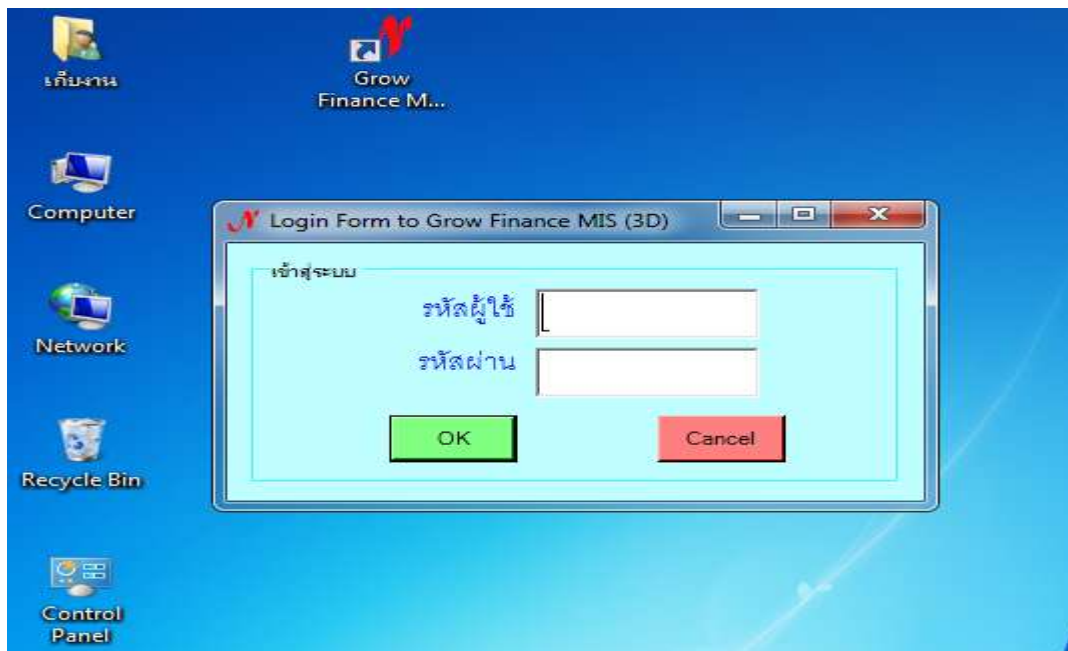 เก็บงาน
Grow
Finance M...
Computer
Login Form to Grow Finance MIS (3D)
เข้าสู่ระบบ
รหัสผู้ใช้
Network
รหัสผ่าน
OK
Cancel
Recycle Bin
Control
Panel